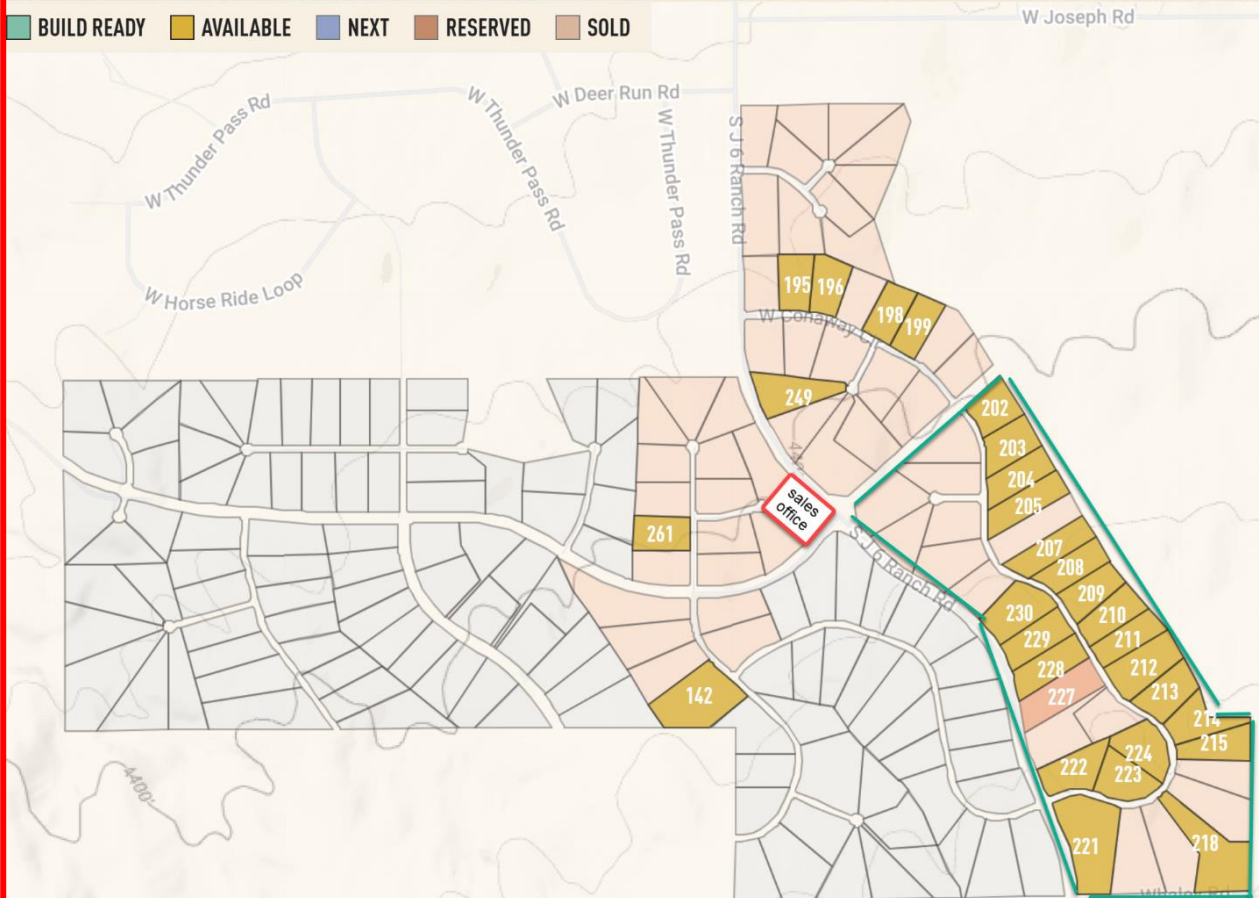 BUILD READY AVAILABLE NEXT RESERVED SOLD
W Joseph Rd
W Thunder Pass Rd
W Thunder Pass Rd
W Deer Run Rd
W Thunder Pass Rd
S J 6 Ranch Rd
W Horse Ride Loop
195 196
198 199
W Conaway C
249
202
203
204
205
sales
office
261
S J 6 Ranch Rd
207
208
209
210
211
212
213
214
215
230
229
228
227
142
222
224
223
221
218
4400'
Whaley Rd